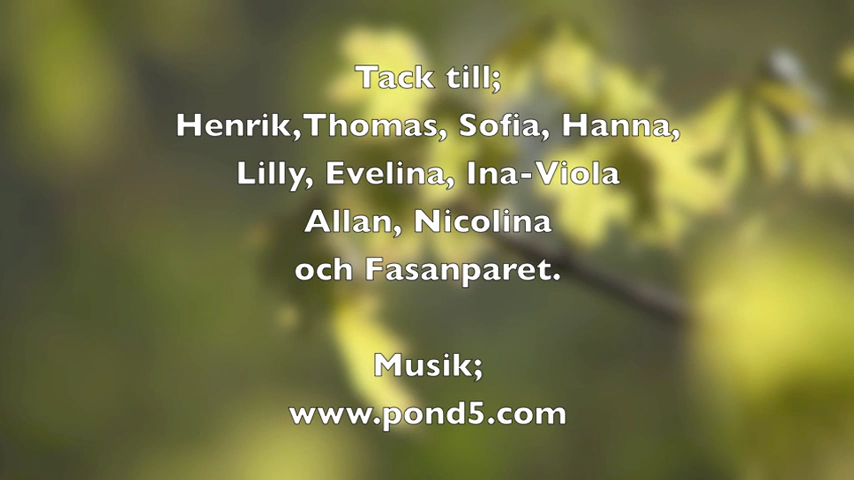 Tack till;
Henrik,Thomas, Sofia, Hanna,
Lilly, Evelina, Ina-Viola
Allan, Nicolina
och Fasanparet.
Musik;
www.pond5.com